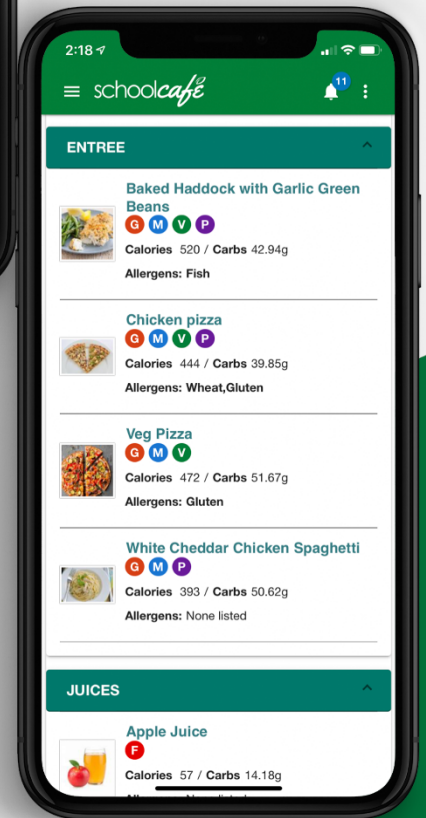 2:18
schoolcafé
11
ENTREE
Baked Haddock with Garlic Green
Beans
G M V P
Calories 520 / Carbs 42.94g
Allergens: Fish
Chicken pizza
G M V P
Calories 444 / Carbs 39.85g
Allergens: Wheat,Gluten
Veg Pizza
G M V
Calories 472 / Carbs 51.67g
Allergens: Gluten
White Cheddar Chicken Spaghetti
G M P
Calories 393 / Carbs 50.62g
Allergens: None listed
JUICES
Apple Juice
F
Calories 57 / Carbs 14.18g